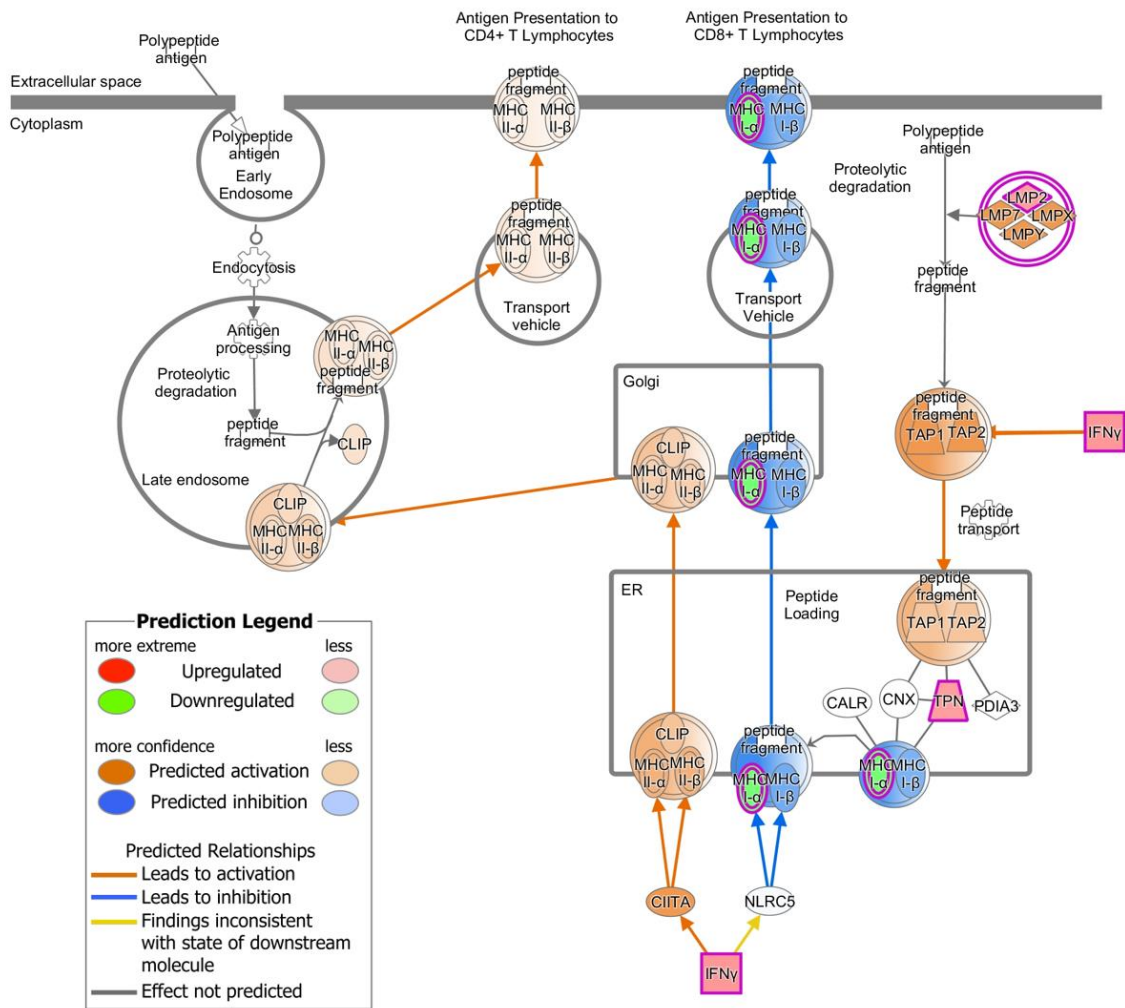 Antigen Presentation to
CD4+ T Lymphocytes
Antigen Presentation to
CD8+ T Lymphocytes
Polypeptide
antigen
Extracellular space
Cytoplasm
peptide
fragment
MHC
II-α
MHC
II-β
peptide
fragment
MHC
I-α
MHC
I-β
Polypeptide
antigen
Early
Endosome
Polypeptide
antigen
Proteolytic
degradation
LMP2
LMP7
LMPX
LMPY
peptide
fragment
MHC
II-α
MHC
II-β
Transport
vehicle
peptide
fragment
MHC
I-α
MHC
I-β
Transport
Vehicle
peptide
fragment
Endocytosis
Antigen
processing
Proteolytic
degradation
peptide
fragment
MHC
II-α
MHC
II-β
peptide
fragment
CLIP
Late endosome
CLIP
MHC
II-α
MHC
II-β
Golgi
CLIP
MHC
II-α
MHC
II-β
peptide
fragment
MHC
I-α
MHC
I-β
peptide
fragment
TAP1
TAP2
IFNγ
Peptide
transport
ER
Peptide
Loading
peptide
fragment
TAP1
TAP2
CALR
CNX
TPN
PDIA3
CLIP
MHC
II-α
MHC
II-β
peptide
fragment
MHC
I-α
MHC
I-β
MHC
I-α
MHC
I-β
CIITA
NLRC5
IFNγ
Prediction Legend
more extreme less
Upregulated
Downregulated
more confidence less
Predicted activation
Predicted inhibition
Predicted Relationships
Leads to activation
Leads to inhibition
Findings inconsistent
with state of downstream
molecule
Effect not predicted